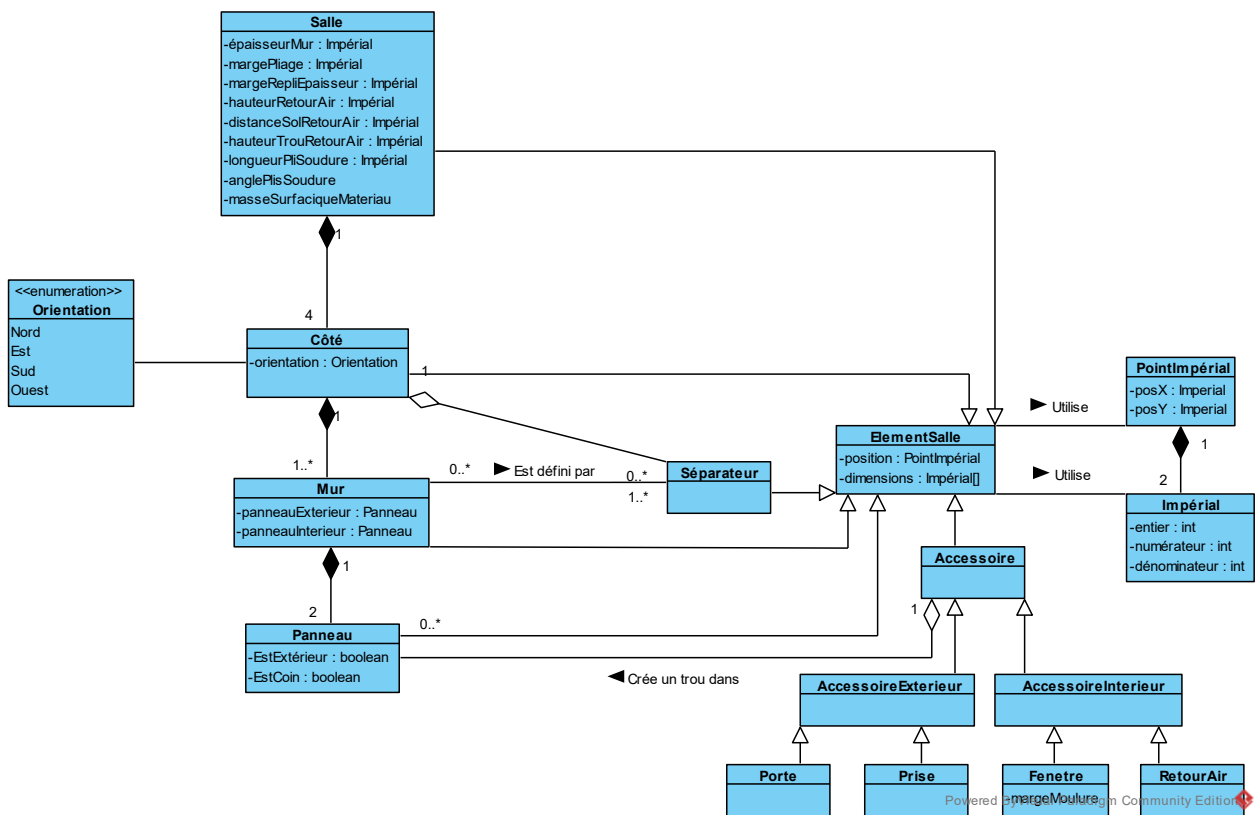 Salle
-épaisseurMur : Impérial
-margePliage : Impérial
-margeRepliEpaisseur : Impérial
-hauteurRetourAir : Impérial
-distanceSolRetourAir : Impérial
-hauteurTrouRetourAir : Impérial
-longueurPliSoudure : Impérial
-anglePlisSoudure
-masseSurfaciqueMateriau
1
4
<<enumeration>>
Orientation
Nord
Est
Sud
Ouest
Côté
-orientation : Orientation
1
1
1..*
Mur
-panneauExterieur : Panneau
-panneauInterieur : Panneau
0..*
Est défini par
0..*
1..*
Séparateur
1
2
Panneau
-EstExtérieur : boolean
-EstCoin : boolean
0..*
1
Crée un trou dans
ElementSalle
-position : PointImpérial
-dimensions : Impérial[]
Utilise
Utilise
PointImpérial
-posX : Imperial
-posY : Imperial
1
2
Impérial
-entier : int
-numérateur : int
-dénominateur : int
Accessoire
AccessoireExterieur
AccessoireInterieur
Porte
Prise
Fenetre
-margeMoulure
RetourAir
Powered By Visual Paradigm Community Edition